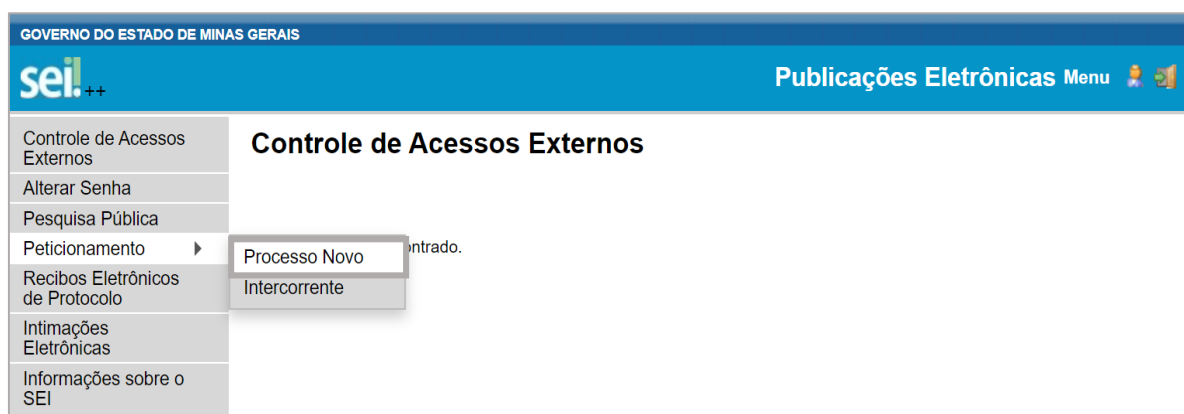 GOVERNO DO ESTADO DE MINAS GERAIS
sei!++
Publicações Eletrônicas Menu
Controle de Acessos
Externos
Alterar Senha
Pesquisa Pública
Peticionamento
Recibos Eletrônicos
de Protocolo
Intimações
Eletrônicas
Informações sobre o
SEI
Controle de Acessos Externos
ontrado.
Processo Novo
Intercorrente